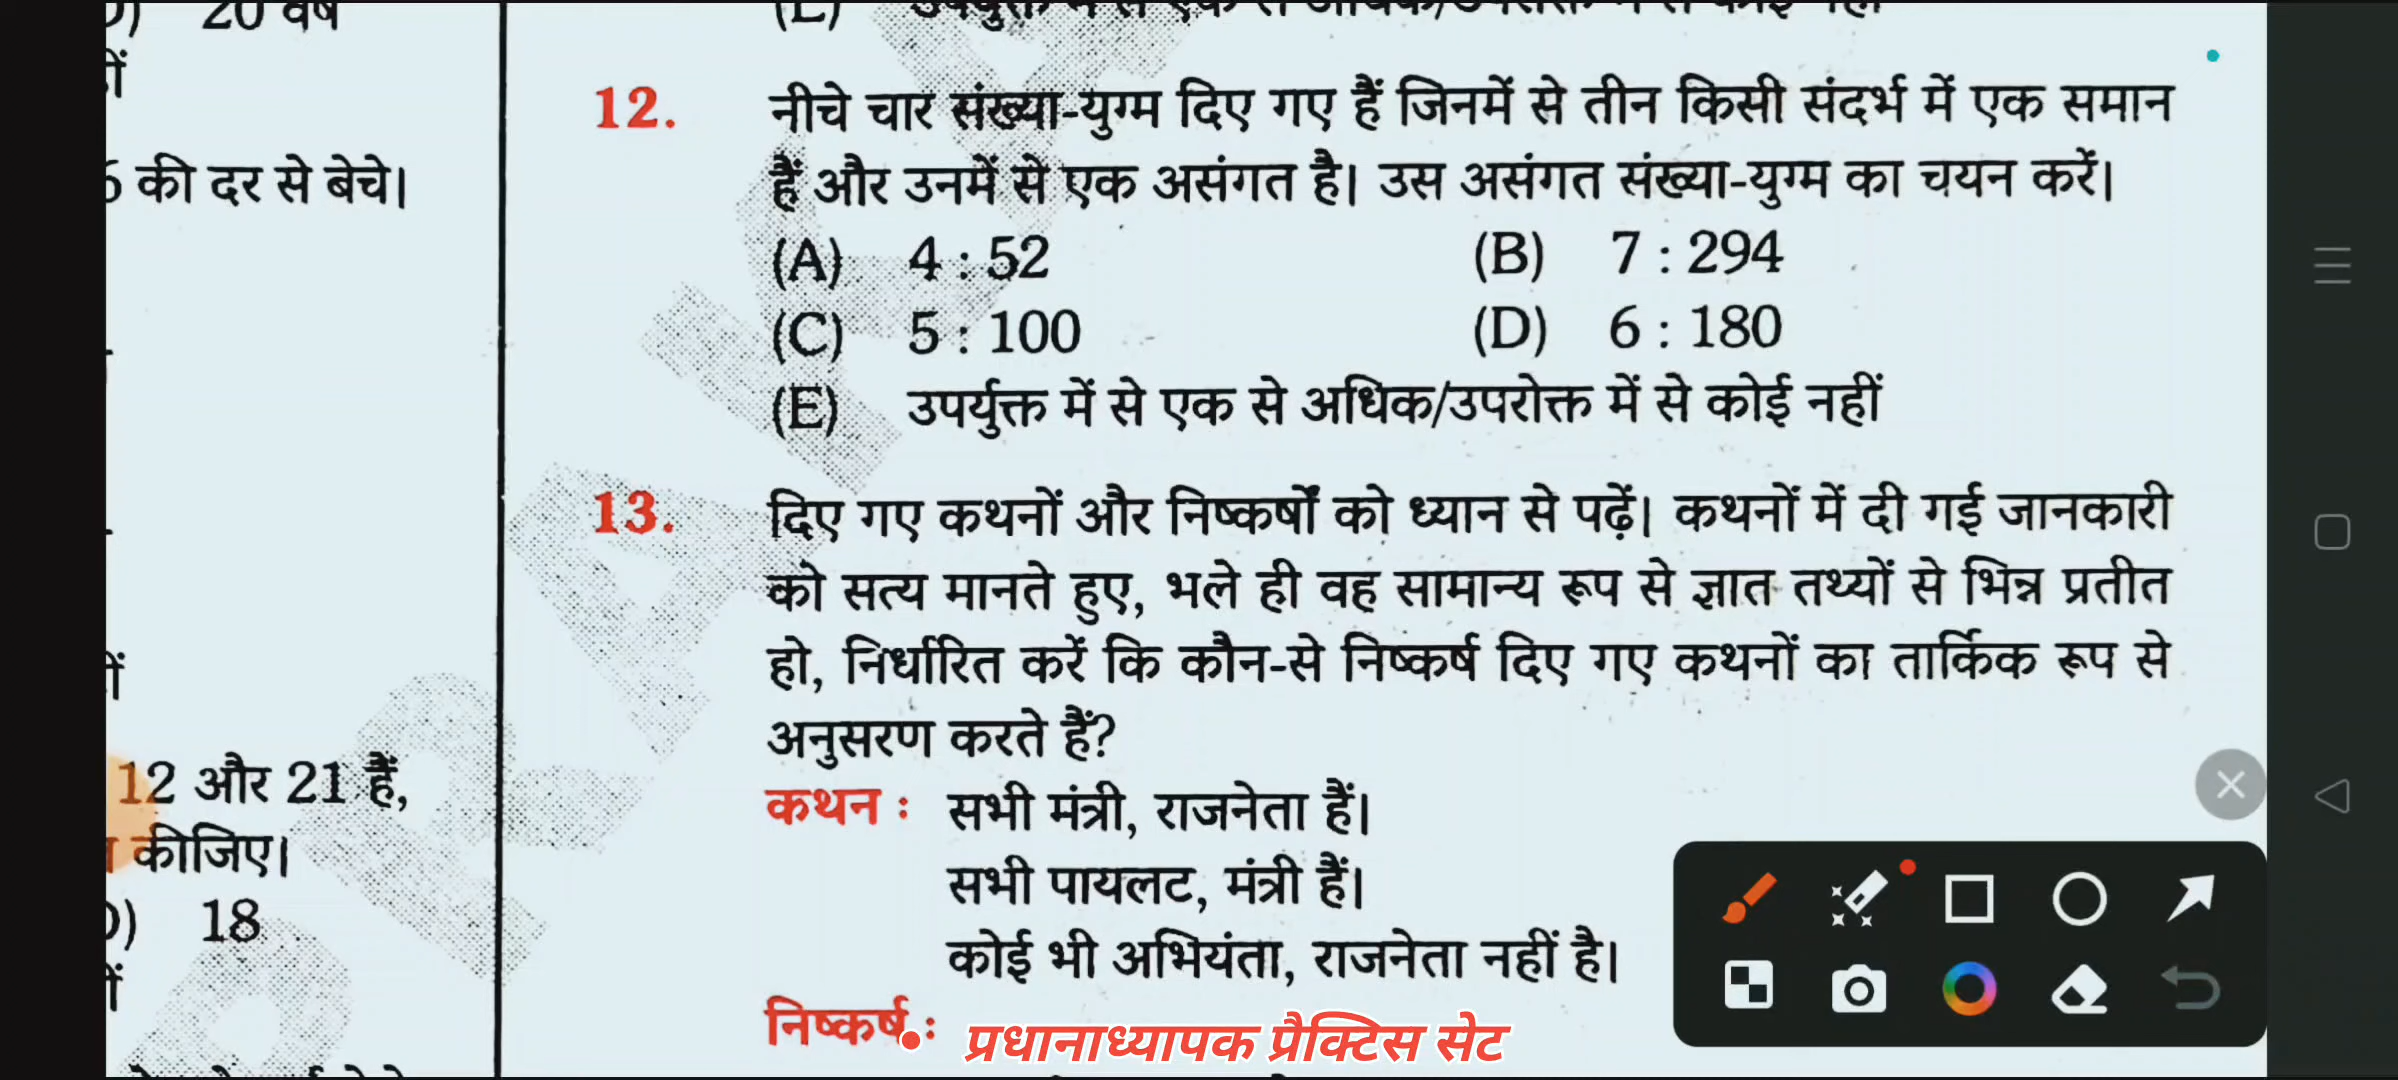 20 वर्ष
6 की दर से बेचे।
12 और 21 हैं,
कीजिए।
18
12. नीचे चार संख्या-युग्म दिए गए हैं जिनमें से तीन किसी संदर्भ में एक समान
हैं और उनमें से एक असंगत है। उस असंगत संख्या-युग्म का चयन करें।
(A) 4 : 52 (B) 7 : 294
(C) 5 : 100 (D) 6 : 180
(E) उपर्युक्त में से एक से अधिक/उपरोक्त में से कोई नहीं
13. दिए गए कथनों और निष्कर्षों को ध्यान से पढ़ें। कथनों में दी गई जानकारी
को सत्य मानते हुए, भले ही वह सामान्य रूप से ज्ञात तथ्यों से भिन्न प्रतीत
हो, निर्धारित करें कि कौन-से निष्कर्ष दिए गए कथनों का तार्किक रूप से
अनुसरण करते हैं?
कथन : सभी मंत्री, राजनेता हैं।
सभी पायलट, मंत्री हैं।
कोई भी अभियंता, राजनेता नहीं है।
निष्कर्ष :
• प्रधानाध्यापक प्रैक्टिस सेट